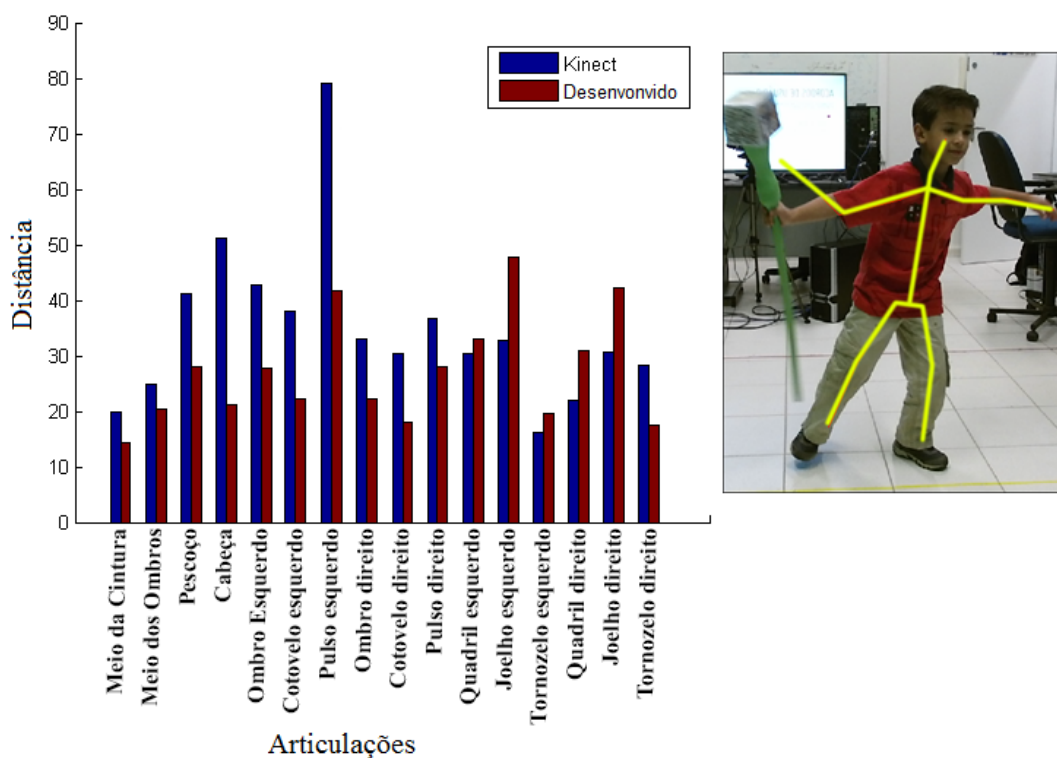 90
80
70
60
50
40
30
20
10
0
Distância
Kinect
Desenvonvido
Meio da Cintura
Meio dos Ombros
Pescoço
Cabeça
Ombro Esquerdo
Cotovelo esquerdo
Pulso esquerdo
Ombro direito
Cotovelo direito
Pulso direito
Quadril esquerdo
Joelho esquerdo
Tornozelo esquerdo
Quadril direito
Joelho direito
Tornozelo direito
Articulações